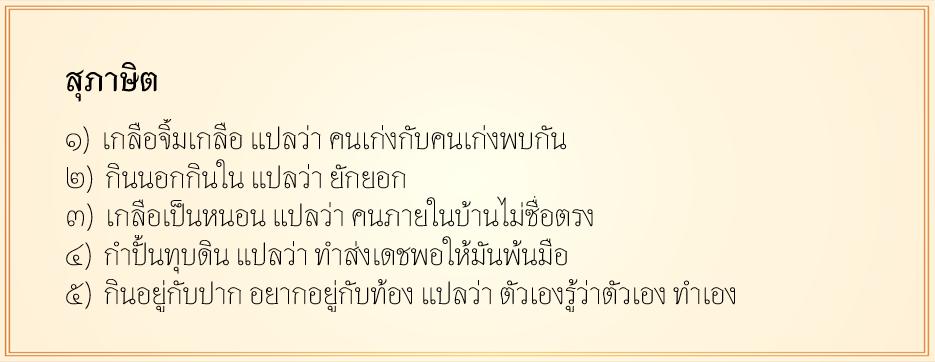 สุภาษิต
๑) เกลือจิ้มเกลือ แปลว่า คนเก่งกับคนเก่งพบกัน
๒) กินนอกกินใน แปลว่า ยักยอก
๓) เกลือเป็นหนอน แปลว่า คนภายในบ้านไม่ซื่อตรง
๔) กำปั้นทุบดิน แปลว่า ทำส่งเดชพอให้มันพ้นมือ
๕) กินอยู่กับปาก อยากอยู่กับท้อง แปลว่า ตัวเองรู้ว่าตัวเอง ทำเอง